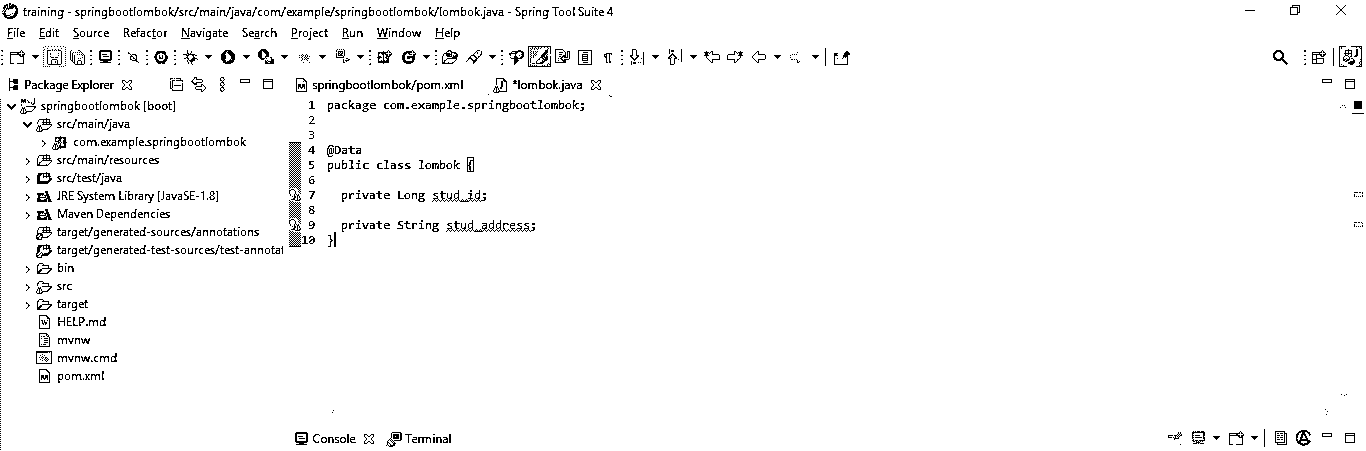 training - springbootlombok/src/main/java/com/example/springbootlombok/lombok.java - Spring Tool Suite 4
File Edit Source Refactor Navigate Search Project Run Window Help
Package Explorer
springbootlombok/pom.xml
*lombok.java
springbootlombok [boot]
src/main/java
com.example.springbootlombok
src/main/resources
src/test/java
JRE System Library [JavaSE-1.8]
Maven Dependencies
target/generated-sources/annotations
target/generated-test-sources/test-annotat
bin
src
target
HELP.md
mvnw
mvnw.cmd
pom.xml
1 package com.example.springbootlombok;
2
3
4 @Data
5 public class lombok {
6
7 private Long stud_id;
8
9 private String stud_address;
10 }
Console
Terminal